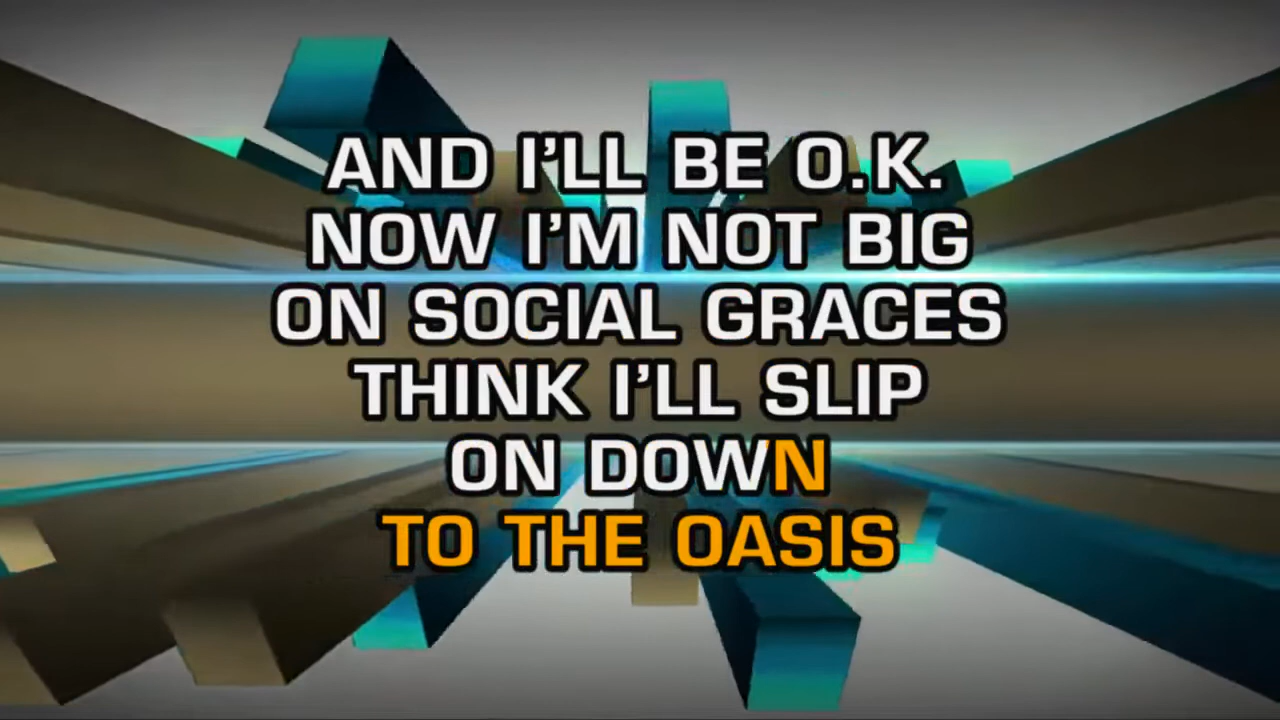 AND I'LL BE O.K.
NOW I'M NOT BIG
ON SOCIAL GRACES
THINK I'LL SLIP
ON DOWN
TO THE OASIS